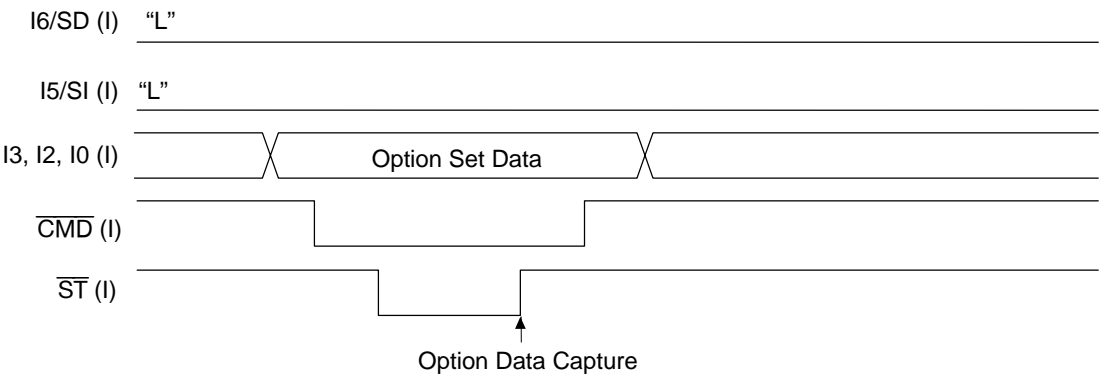 I6/SD (I) “L”
I5/SI (I) “L”
I3, I2, I0 (I)
Option Set Data
CMD (I)
ST (I)
Option Data Capture